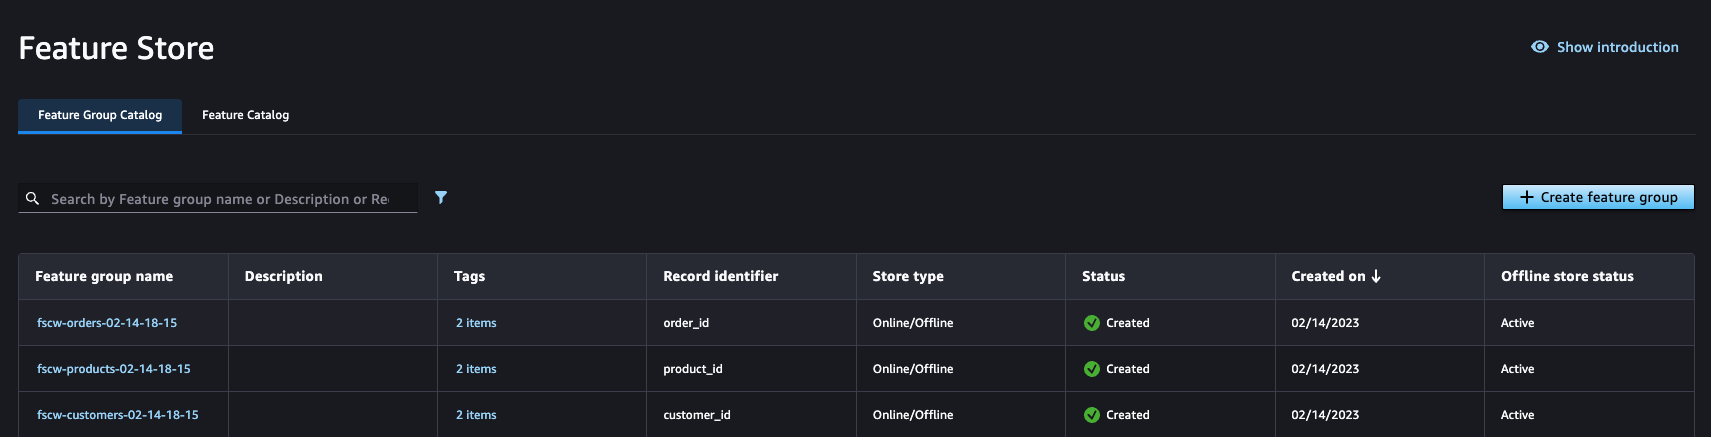 Feature Store
Show introduction
Feature Group Catalog Feature Catalog
Search by Feature group name or Description or Re
Create feature group
Feature group name Description Tags Record identifier Store type Status Created on Offline store status
fscw-orders-02-14-18-15 2 items order_id Online/Offline Created 02/14/2023 Active
fscw-products-02-14-18-15 2 items product_id Online/Offline Created 02/14/2023 Active
fscw-customers-02-14-18-15 2 items customer_id Online/Offline Created 02/14/2023 Active